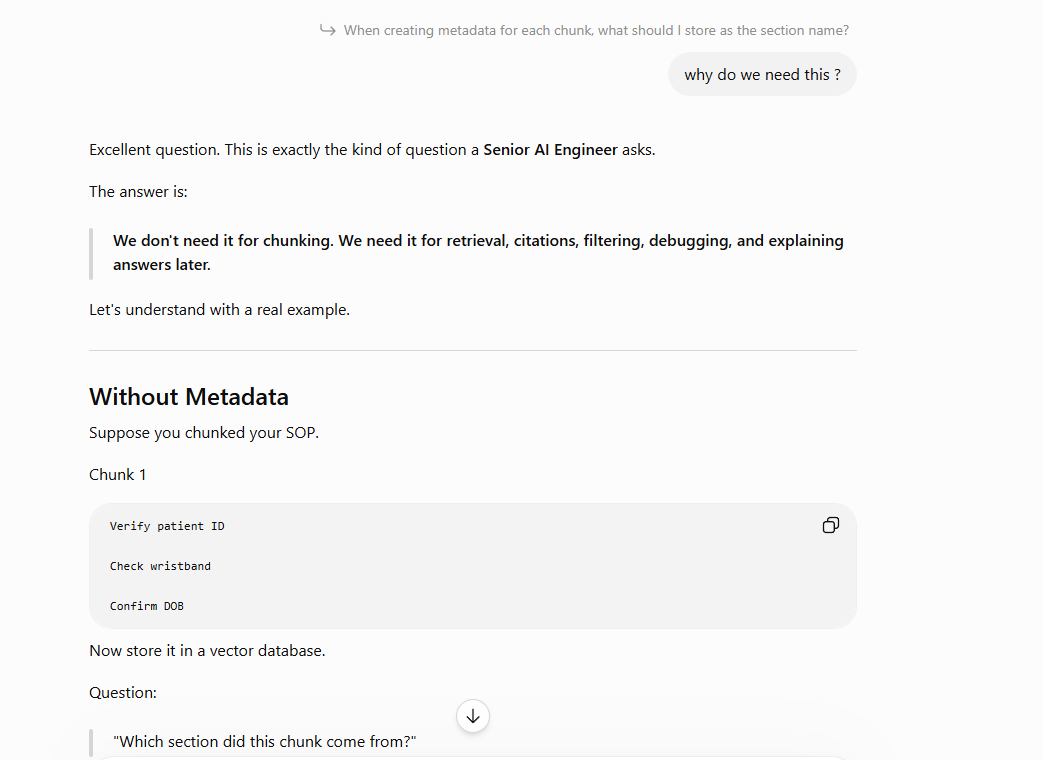 When creating metadata for each chunk, what should I store as the section name?
why do we need this ?
Excellent question. This is exactly the kind of question a Senior AI Engineer asks.
The answer is:
We don't need it for chunking. We need it for retrieval, citations, filtering, debugging, and explaining
answers later.
Let's understand with a real example.
Without Metadata
Suppose you chunked your SOP.
Chunk 1
Verify patient ID
Check wristband
Confirm DOB
Now store it in a vector database.
Question:
"Which section did this chunk come from?"